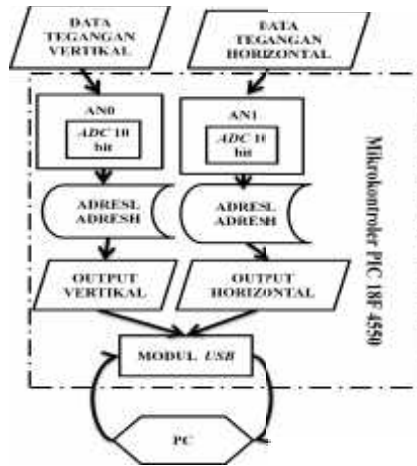 DATA
TEGANGAN
VERTIKAL
DATA
TEGANGAN
HORIZONTAL
AN0
ADC 10
bit
AN1
ADC 10
bit
ADRESL
ADRESH
ADRESL
ADRESH
OUTPUT
VERTIKAL
OUTPUT
HORIZONTAL
MODUL USB
PC
Mikrokontroler PIC 18F 4550